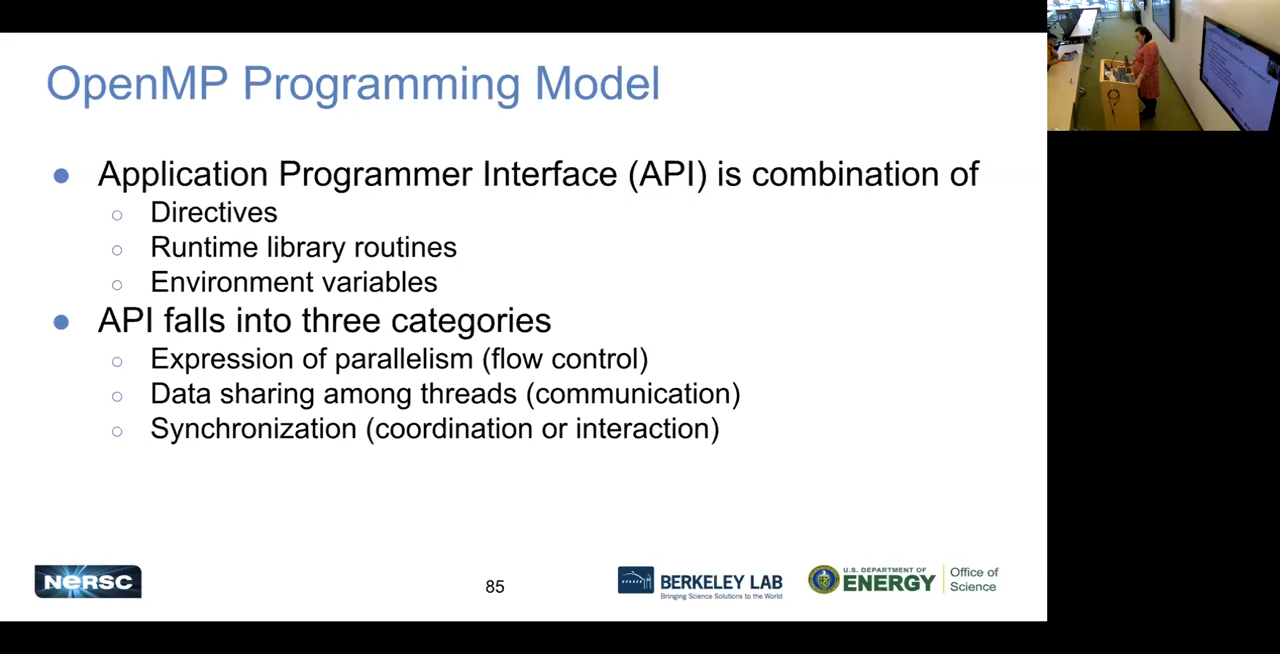 OpenMP Programming Model
● Application Programmer Interface (API) is combination of
○ Directives
○ Runtime library routines
○ Environment variables
● API falls into three categories
○ Expression of parallelism (flow control)
○ Data sharing among threads (communication)
○ Synchronization (coordination or interaction)
NERSC
85
BERKELEY LAB
Bringing Science Solutions to the World
U.S. DEPARTMENT OF
ENERGY
Office of
Science